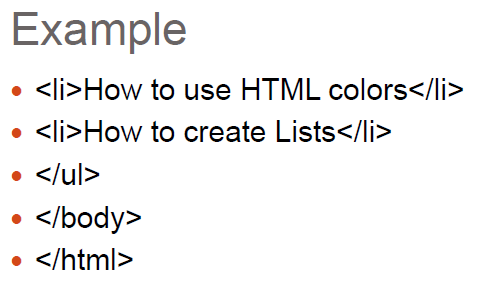 Example
• <li>How to use HTML colors</li>
• <li>How to create Lists</li>
• </ul>
• </body>
• </html>